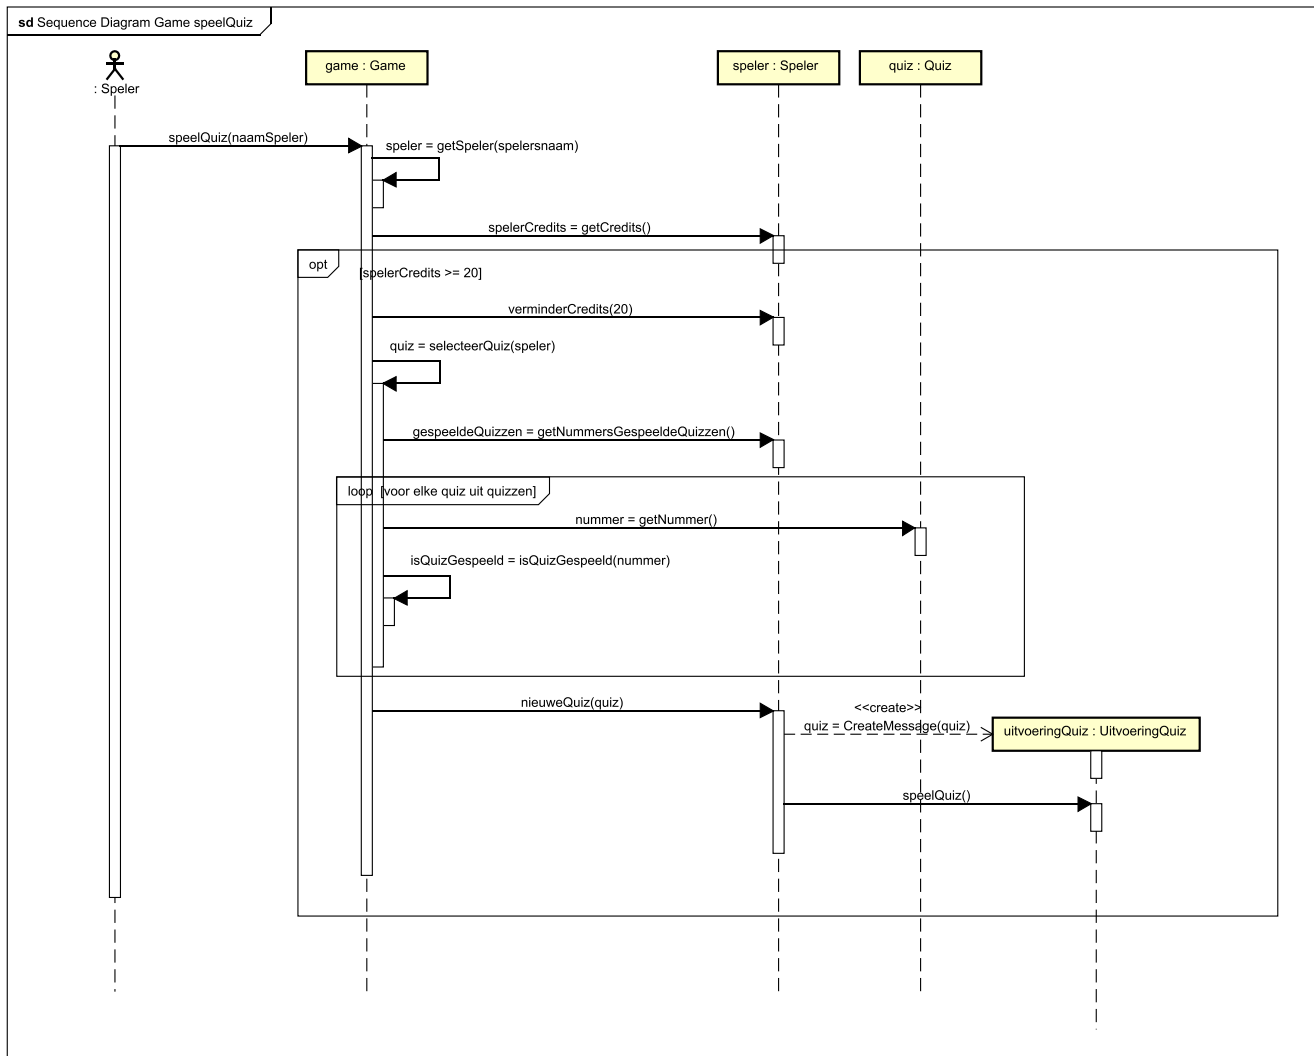 sd Sequence Diagram Game speelQuiz
: Speler
game : Game
speler : Speler
quiz : Quiz
speelQuiz(naamSpeler)
speler = getSpeler(spelersnaam)
spelerCredits = getCredits()
opt
[spelerCredits >= 20]
verminderCredits(20)
quiz = selecteerQuiz(speler)
gespeeldeQuizzen = getNummersGespeeldeQuizzen()
loop [voor elke quiz uit quizzen]
nummer = getNummer()
isQuizGespeeld = isQuizGespeeld(nummer)
nieuweQuiz(quiz)
<<create>>
quiz = CreateMessage(quiz)
uitvoeringQuiz : UitvoeringQuiz
speelQuiz()